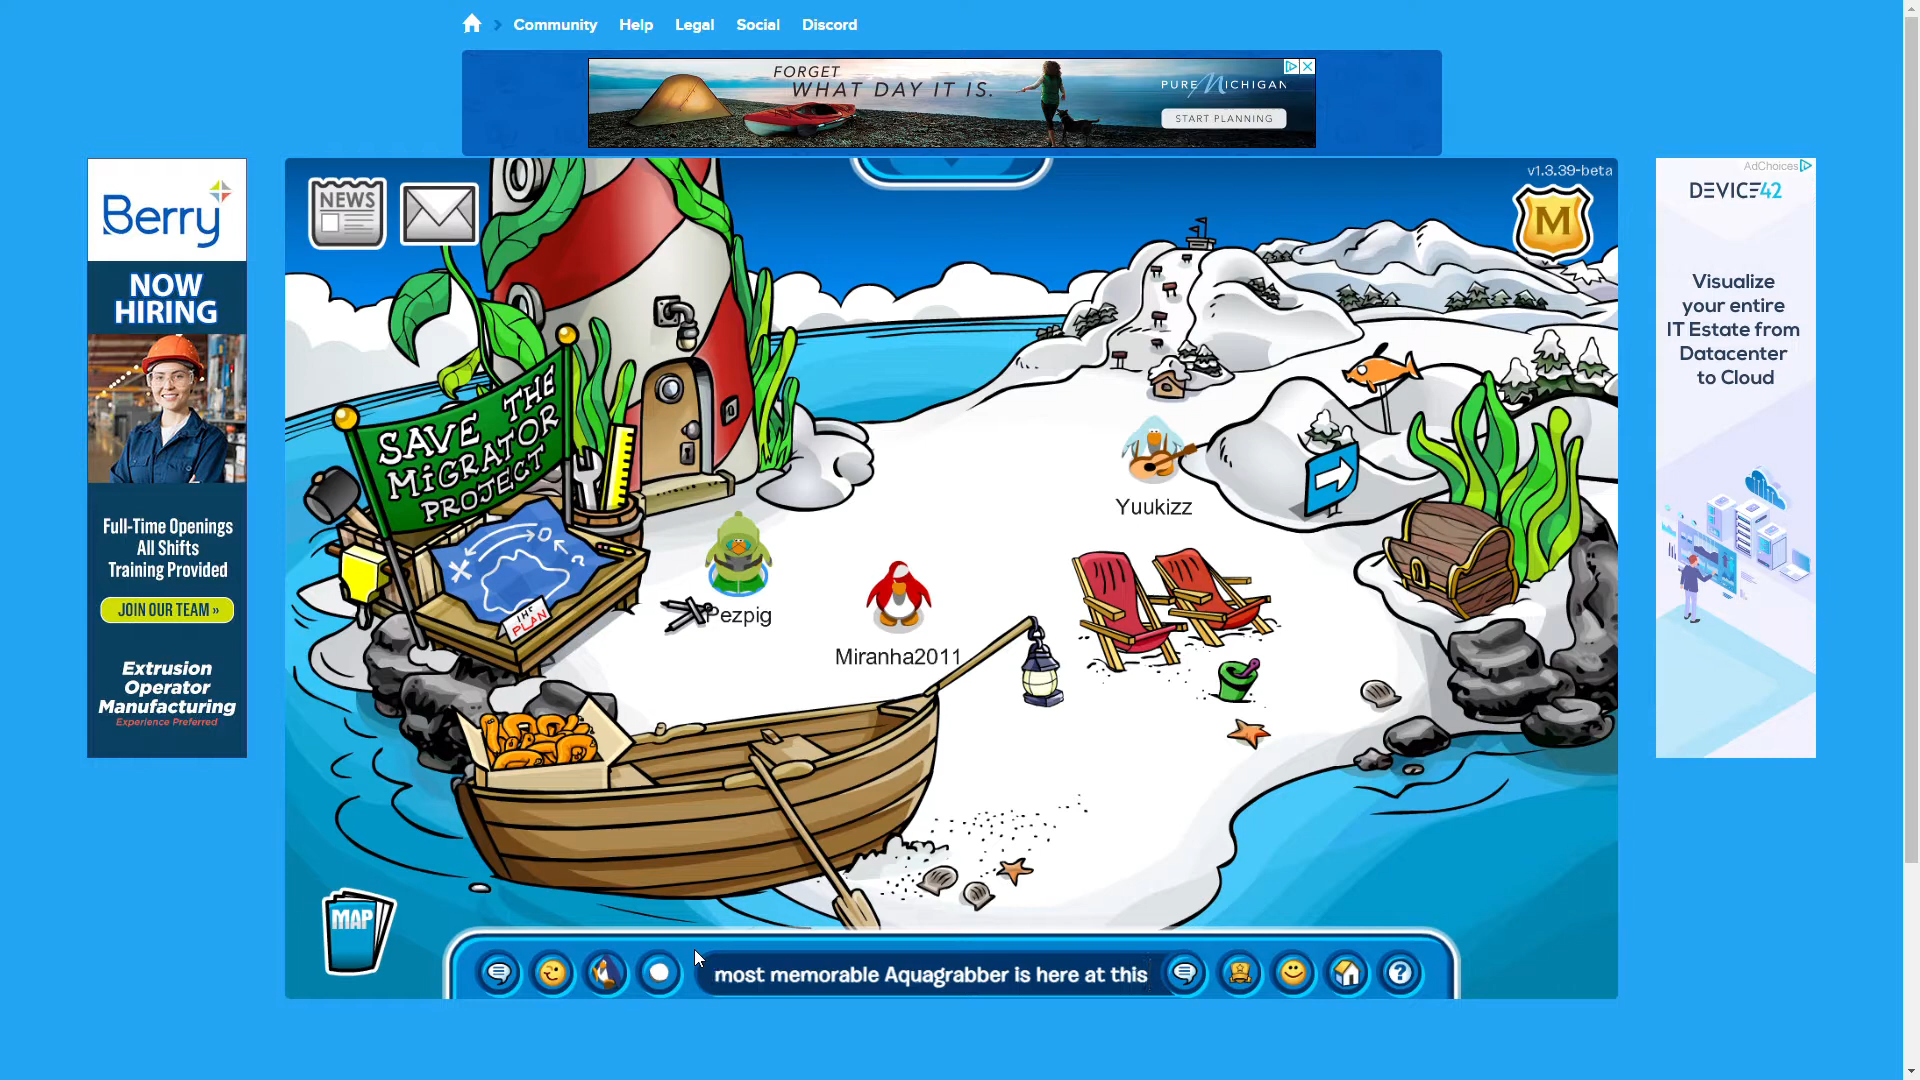 Community Help Legal Social Discord
FORGET
WHAT DAY IT IS.
PURE MICHIGAN
START PLANNING
Berry
NOW
HIRING
Full-Time Openings
All Shifts
Training Provided
JOIN OUR TEAM »
Extrusion
Operator
Manufacturing
Experience Preferred
NEWS
v1.3.39-beta
M
SAVE THE
MiGRATOR
PROJECT
THE
PLAN
Yuukizz
Pezpig
Miranha2011
MAP
most memorable Aquagrabber is here at this
?
AdChoices
DEVICE42
Visualize
your entire
IT Estate from
Datacenter
to Cloud